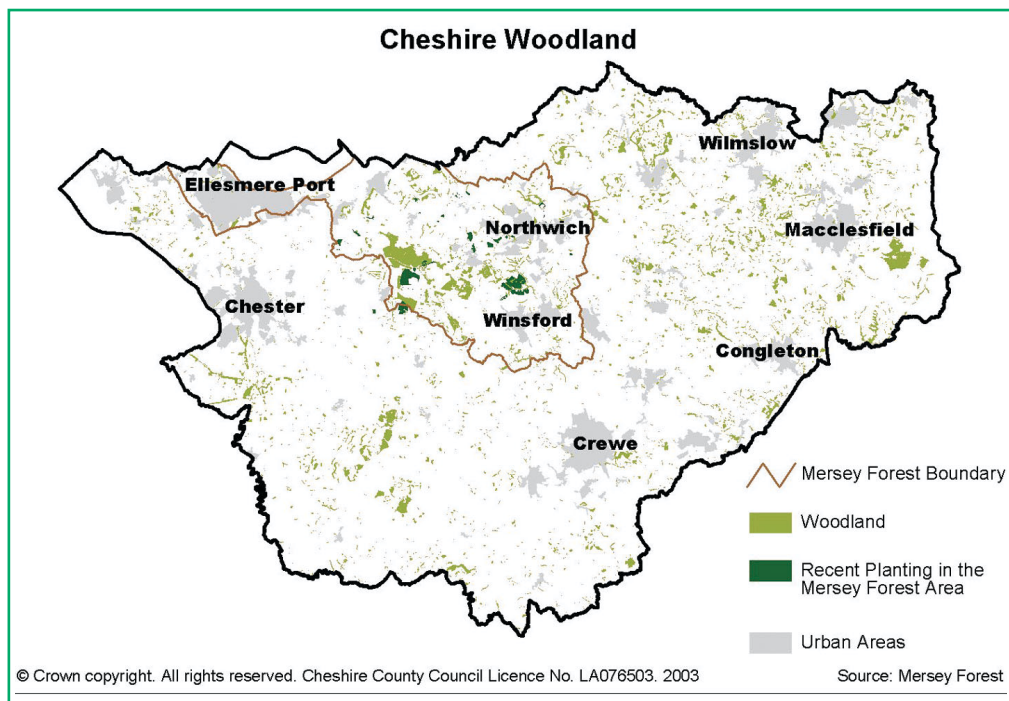 Cheshire Woodland
Wilmslow
Ellesmere Port
Northwich
Macclesfield
Chester
Winsford
Congleton
Crewe
Mersey Forest Boundary
Woodland
Recent Planting in the
Mersey Forest Area
Urban Areas
© Crown copyright. All rights reserved. Cheshire County Council Licence No. LA076503. 2003
Source: Mersey Forest